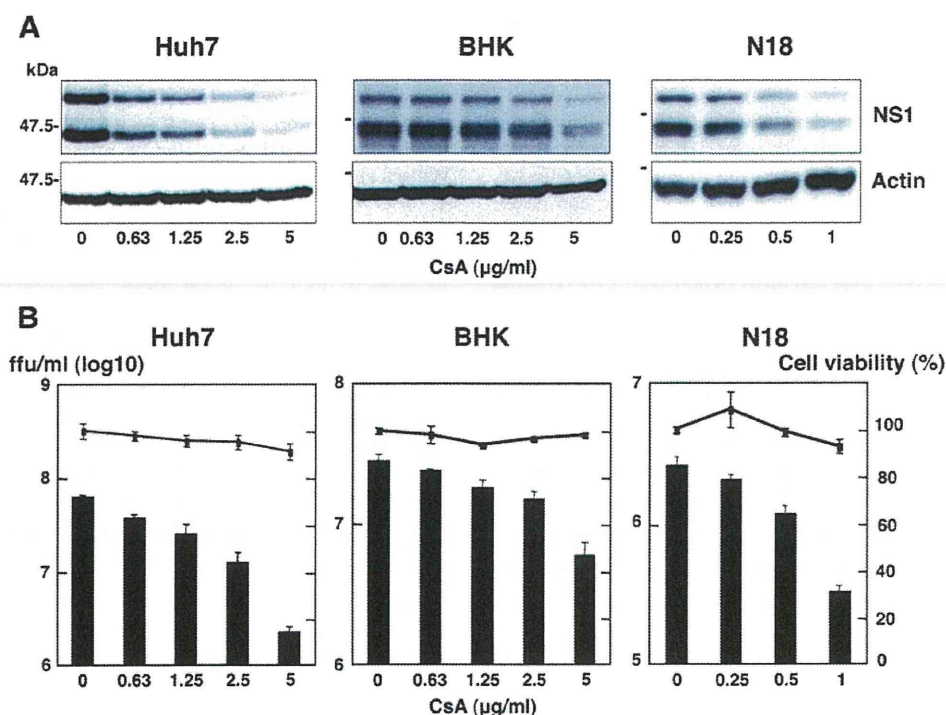 A
Huh7 BHK N18
kDa
47.5-
NS1
47.5-
Actin
0 0.63 1.25 2.5 5 0 0.63 1.25 2.5 5 0 0.25 0.5 1
CsA (µg/ml)
B
Huh7 BHK N18
ffu/ml (log10) Cell viability (%)
9 8 7
100
8 80
7 6 60
7 40
20
6 6 5 0
0 0.63 1.25 2.5 5 0 0.63 1.25 2.5 5 0 0.25 0.5 1
CsA (µg/ml)